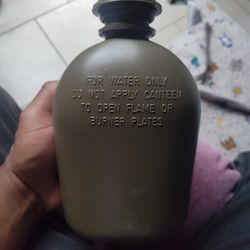 FOR WATER ONLY
DO NOT APPLY CANTEEN
TO OPEN FLAME OR
BURNER PLATES